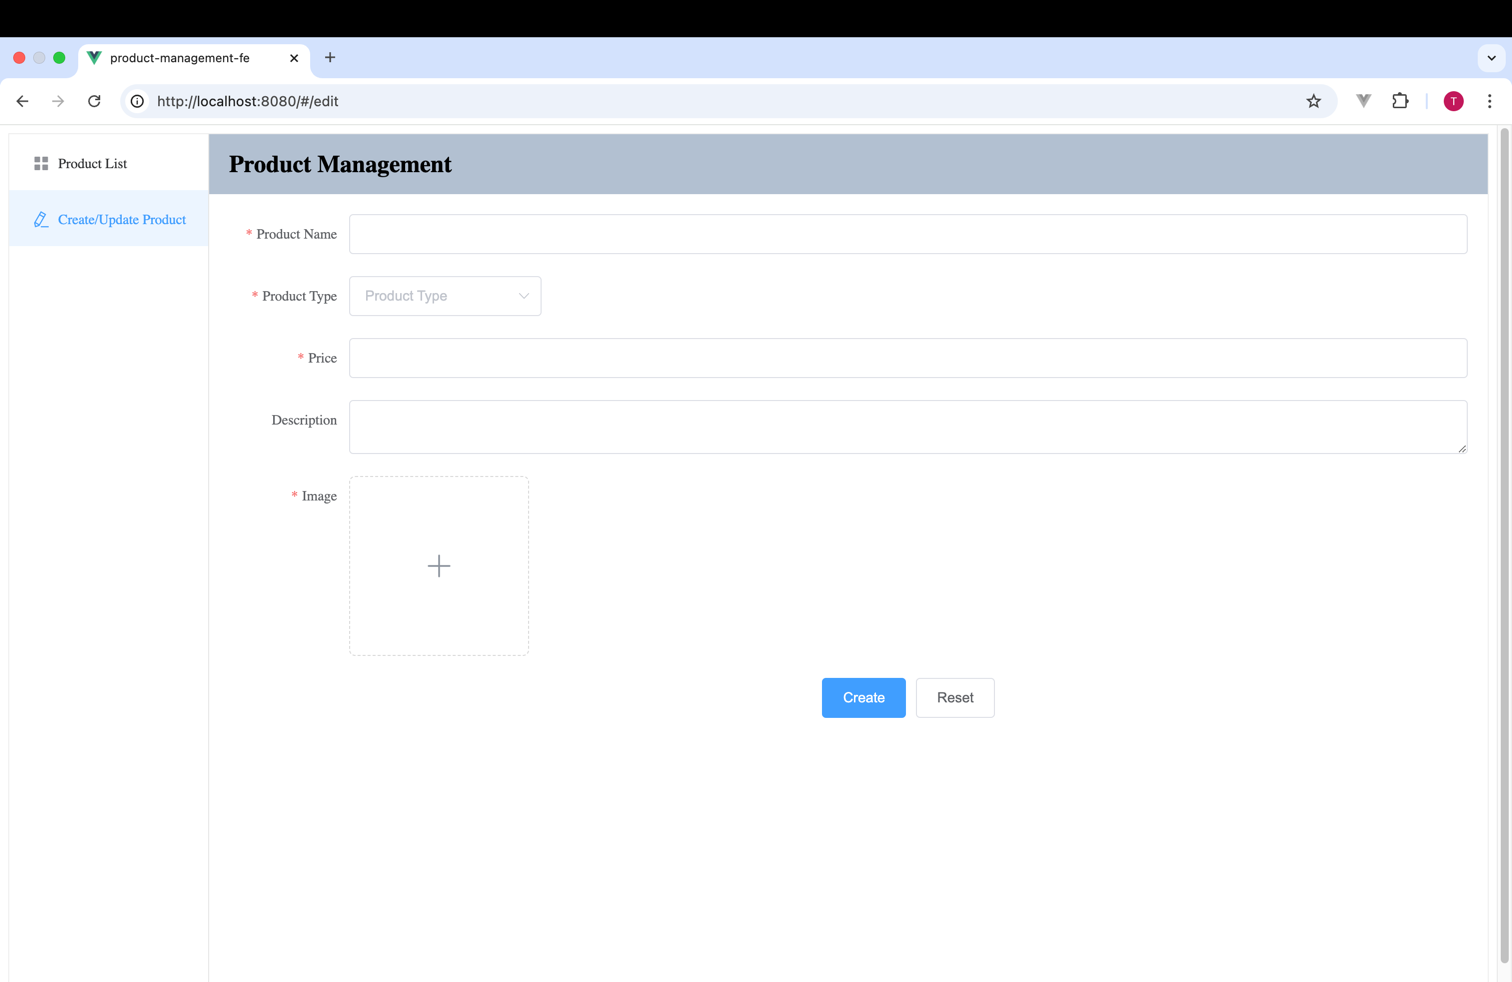 product-management-fe
http://localhost:8080/#/edit
T
Product List
Create/Update Product
Product Management
* Product Name
* Product Type
Product Type
* Price
Description
* Image
Create
Reset